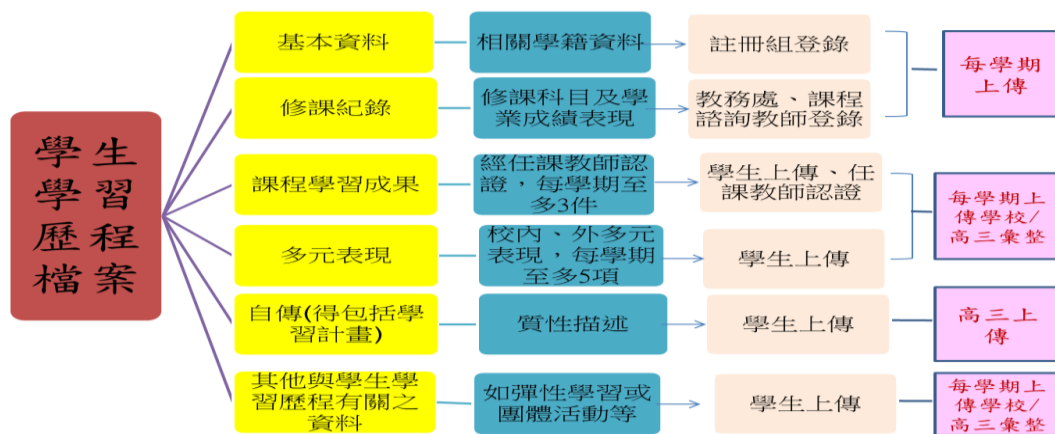 學生
學習
歷程
檔案
基本資料
相關學籍資料
註冊組登錄
修課紀錄
修課科目及學
業成績表現
教務處、課程
諮詢教師登錄
每學期
上傳
課程學習成果
經任課教師認
證，每學期至
多3件
學生上傳、任
課教師認證
多元表現
校內、外多元
表現，每學期
至多5項
學生上傳
每學期上
傳學校/
高三彙整
自傳(得包括學
習計畫)
質性描述
學生上傳
高三上
傳
其他與學生學
習歷程有關之
資料
如彈性學習或
團體活動等
學生上傳
每學期上
傳學校/
高三彙整